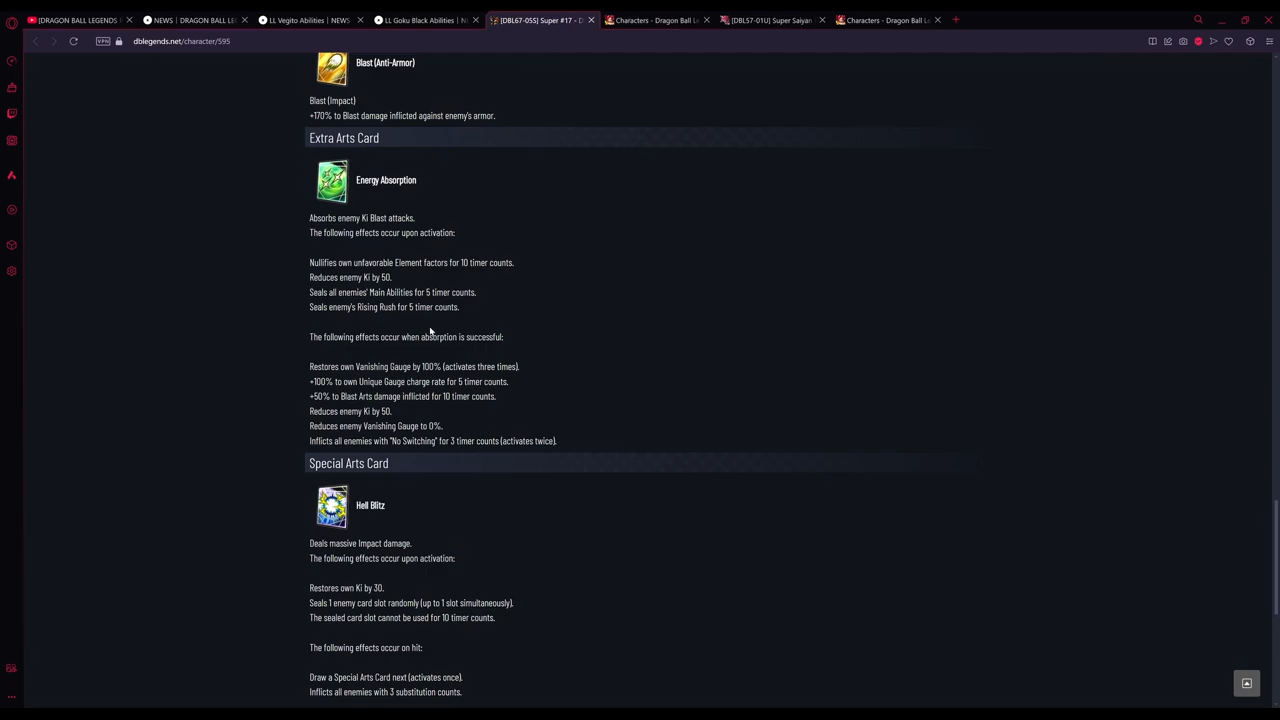 [DRAGON BALL LEGENDS
NEWS | DRAGON BALL LE
LL Vegito Abilities | NEWS
LL Goku Black Abilities | N
[DBL67-05S] Super #17 - D
Characters - Dragon Ball Le
[DBL57-01U] Super Saiyan
Characters - Dragon Ball Le
VPN
dblegends.net/character/595
Blast (Anti-Armor)
Blast (Impact)
+170% to Blast damage inflicted against enemy's armor.
Extra Arts Card
Energy Absorption
Absorbs enemy Ki Blast attacks.
The following effects occur upon activation:
Nullifies own unfavorable Element factors for 10 timer counts.
Reduces enemy Ki by 50.
Seals all enemies' Main Abilities for 5 timer counts.
Seals enemy's Rising Rush for 5 timer counts.
The following effects occur when absorption is successful:
Restores own Vanishing Gauge by 100% (activates three times).
+100% to own Unique Gauge charge rate for 5 timer counts.
+50% to Blast Arts damage inflicted for 10 timer counts.
Reduces enemy Ki by 50.
Reduces enemy Vanishing Gauge to 0%.
Inflicts all enemies with "No Switching" for 3 timer counts (activates twice).
Special Arts Card
Hell Blitz
Deals massive Impact damage.
The following effects occur upon activation:
Restores own Ki by 30.
Seals 1 enemy card slot randomly (up to 1 slot simultaneously).
The sealed card slot cannot be used for 10 timer counts.
The following effects occur on hit:
Draw a Special Arts Card next (activates once).
Inflicts all enemies with 3 substitution counts.